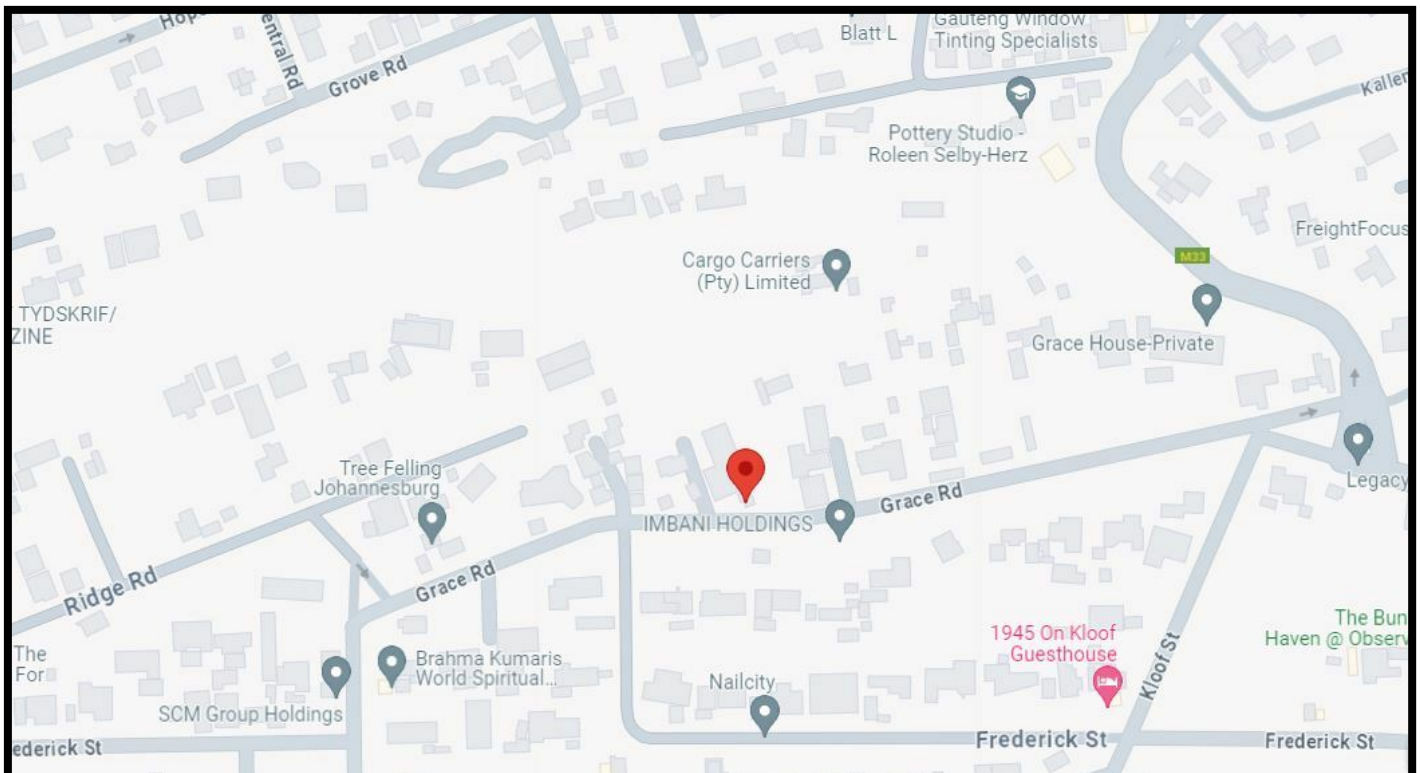 Hop
entral Rd
Grove Rd
Blatt L
Gauteng Window
Tinting Specialists
Kaller
Pottery Studio -
Roleen Selby-Herz
FreightFocus
M33
Cargo Carriers
(Pty) Limited
TYDSKRIF/
ZINE
Grace House-Private
Tree Felling
Johannesburg
Legacy
Grace Rd
IMBANI HOLDINGS
Ridge Rd
Grace Rd
The
For
Brahma Kumaris
World Spiritual...
1945 On Kloof
Guesthouse
Kloof St
The Bun
Haven @ Observ
Nailcity
SCM Group Holdings
ederick St
Frederick St
Frederick St